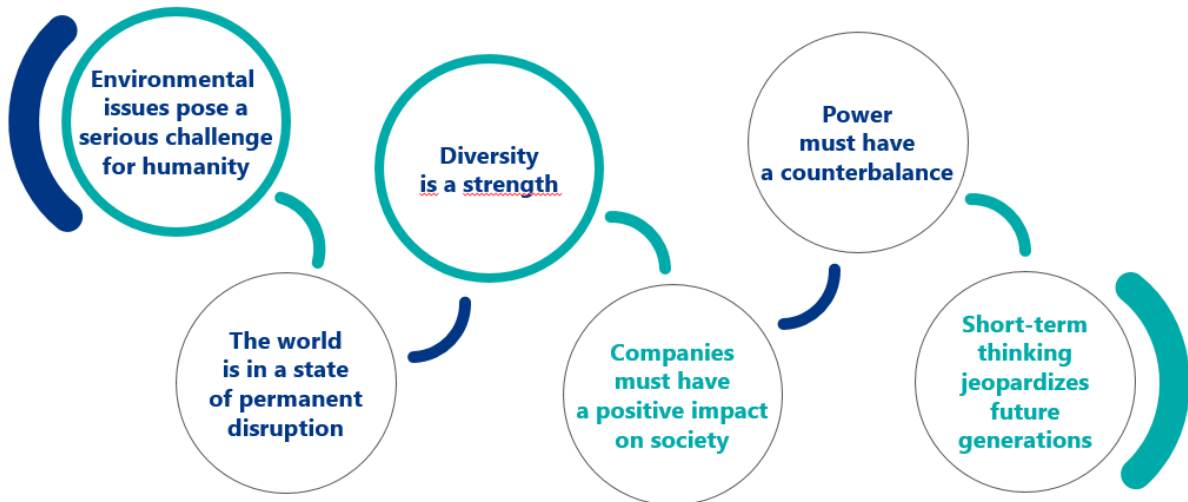 Environmental
issues pose a
serious challenge
for humanity
The world
is in a state
of permanent
disruption
Diversity
is a strength
Companies
must have
a positive impact
on society
Power
must have
a counterbalance
Short-term
thinking
jeopardizes
future
generations